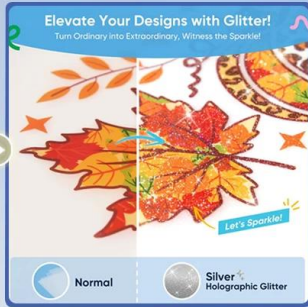 Elevate Your Designs with Glitter!
Turn Ordinary into Extraordinary, Witness the Sparkle!
Let's Sparkle!
Normal
Silver
Holographic Glitter